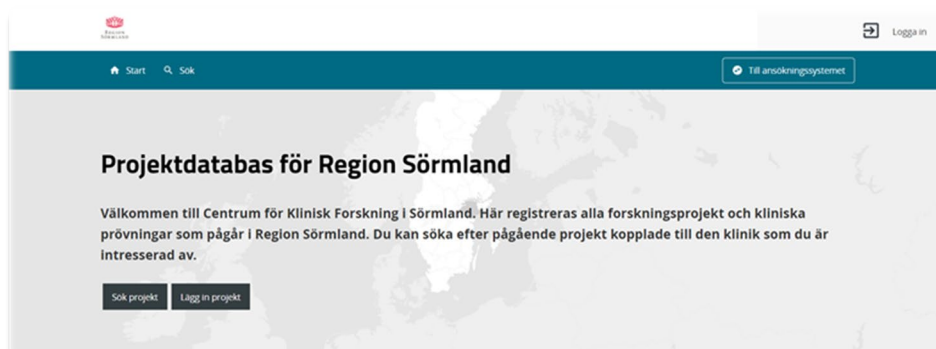 REGION
SÖRMLAND
Logga in
Start
Sök
Till ansökningssystemet
Projektdatabas för Region Sörmland
Välkommen till Centrum för Klinisk Forskning i Sörmland. Här registreras alla forskningsprojekt och kliniska
prövningar som pågår i Region Sörmland. Du kan söka efter pågående projekt kopplade till den klinik som du är
intresserad av.
Sök projekt
Lägg in projekt